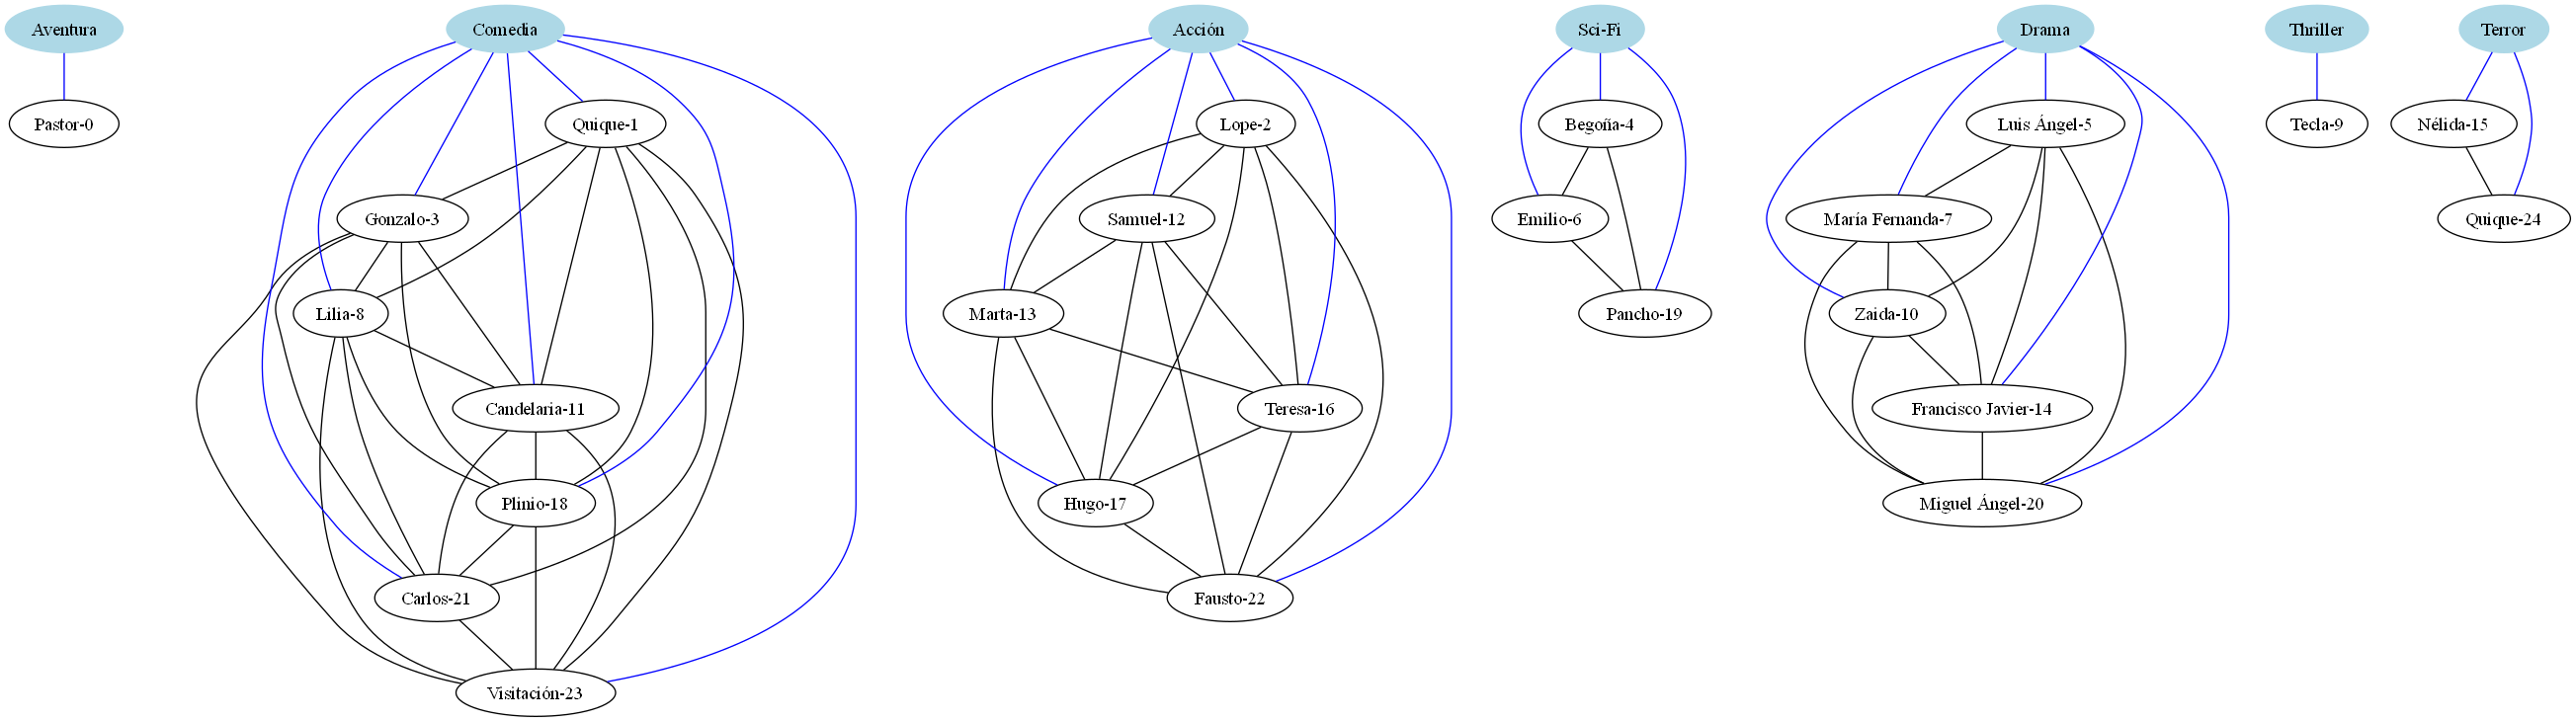 Aventura
Comedia
Acción
Sci-Fi
Drama
Thriller
Terror
Pastor-0
Quique-1
Lope-2
Begoña-4
Luis Ángel-5
Tecla-9
Nélida-15
Gonzalo-3
Samuel-12
Emilio-6
María Fernanda-7
Quique-24
Lilia-8
Marta-13
Pancho-19
Zaida-10
Candelaria-11
Teresa-16
Francisco Javier-14
Plinio-18
Hugo-17
Miguel Ángel-20
Carlos-21
Fausto-22
Visitación-23